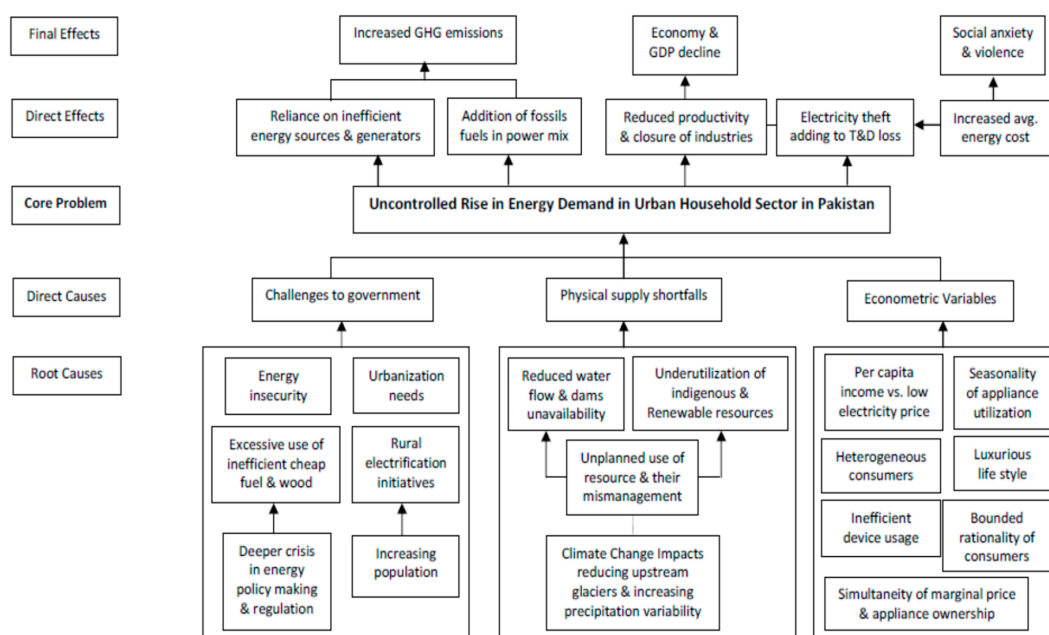 Final Effects
Increased GHG emissions
Economy &
GDP decline
Social anxiety
& violence
Direct Effects
Reliance on inefficient
energy sources & generators
Addition of fossils
fuels in power mix
Reduced productivity
& closure of industries
Electricity theft
adding to T&D loss
Increased avg.
energy cost
Core Problem
Uncontrolled Rise in Energy Demand in Urban Household Sector in Pakistan
Direct Causes
Challenges to government
Physical supply shortfalls
Econometric Variables
Root Causes
Energy
insecurity
Urbanization
needs
Excessive use of
inefficient cheap
fuel & wood
Rural
electrification
initiatives
Deeper crisis
in energy
policy making
& regulation
Increasing
population
Reduced water
flow & dams
unavailability
Underutilization of
indigenous &
Renewable resources
Unplanned use of
resource & their
mismanagement
Climate Change Impacts
reducing upstream
glaciers & increasing
precipitation variability
Per capita
income vs. low
electricity price
Seasonality
of appliance
utilization
Heterogeneous
consumers
Luxurious
life style
Inefficient
device usage
Bounded
rationality of
consumers
Simultaneity of marginal price
& appliance ownership